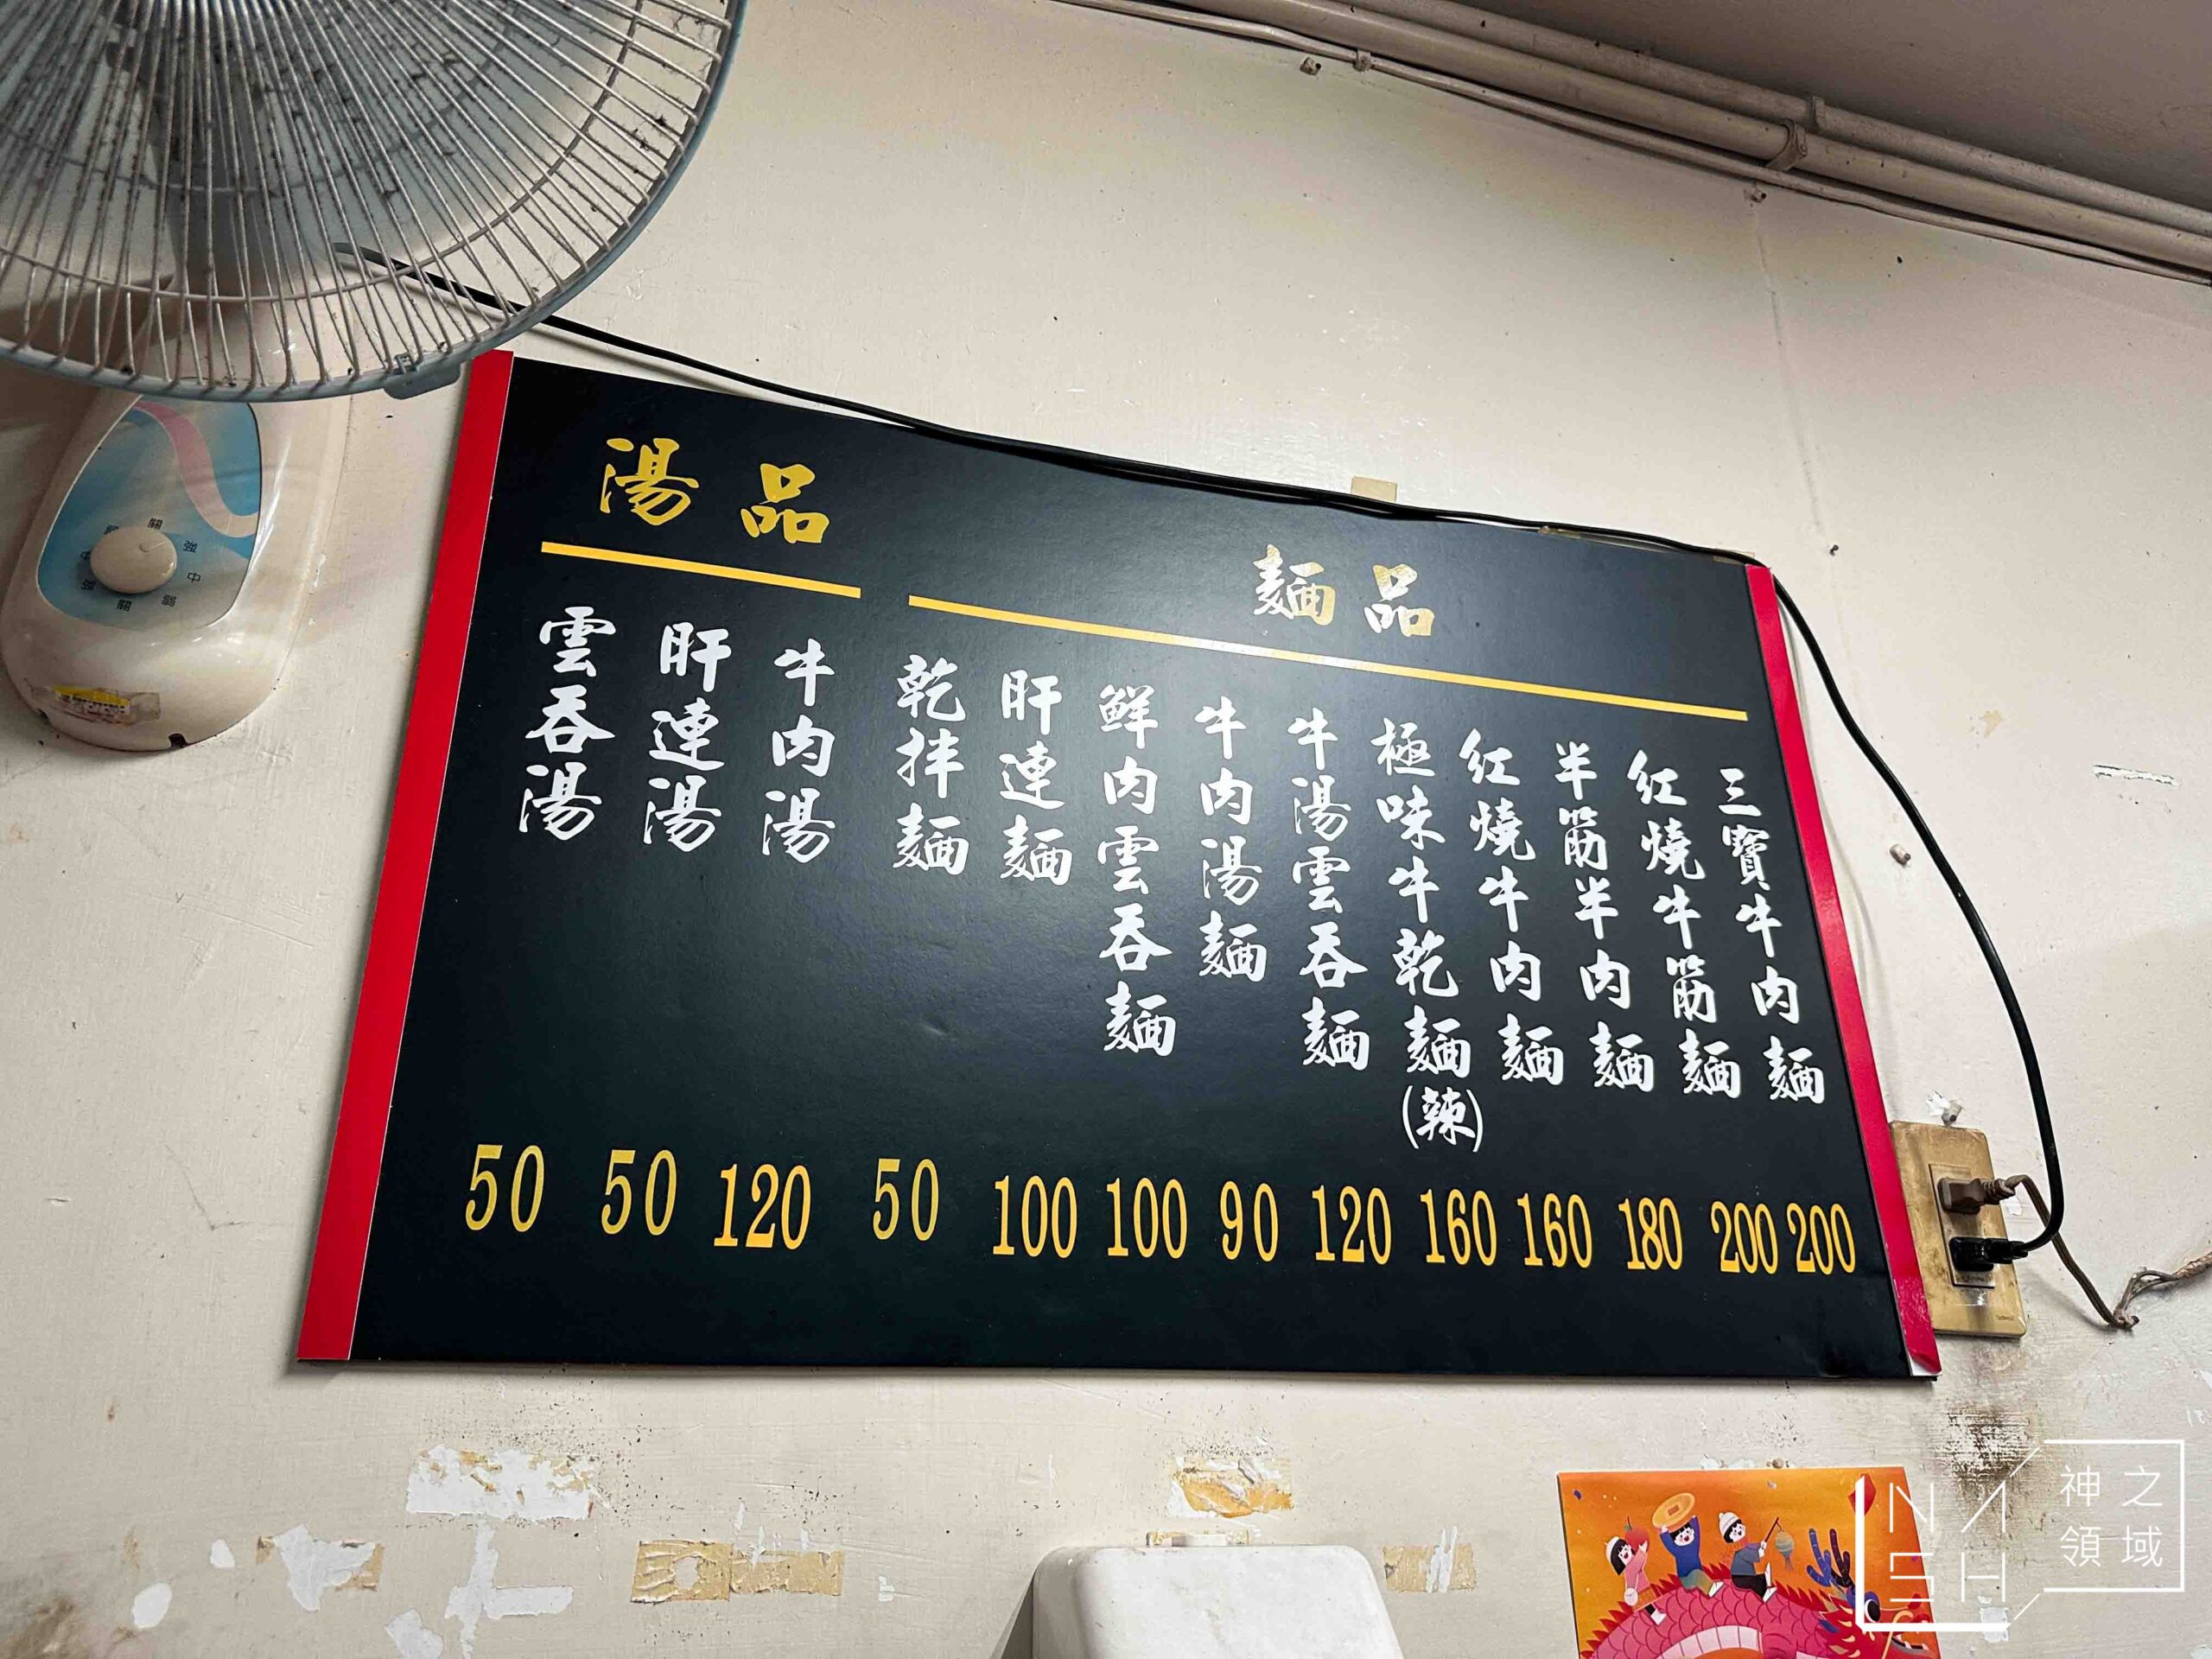 麵品
三寶牛肉麵
200
紅燒牛筋麵
200
半筋半肉麵
180
紅燒牛肉麵
160
極味牛乾麵(辣)
160
牛湯雲吞麵
120
牛肉湯麵
90
鮮肉雲吞麵
100
肝連麵
100
乾拌麵
50
湯品
牛肉湯
120
肝連湯
50
雲吞湯
50
NASH
神之領域